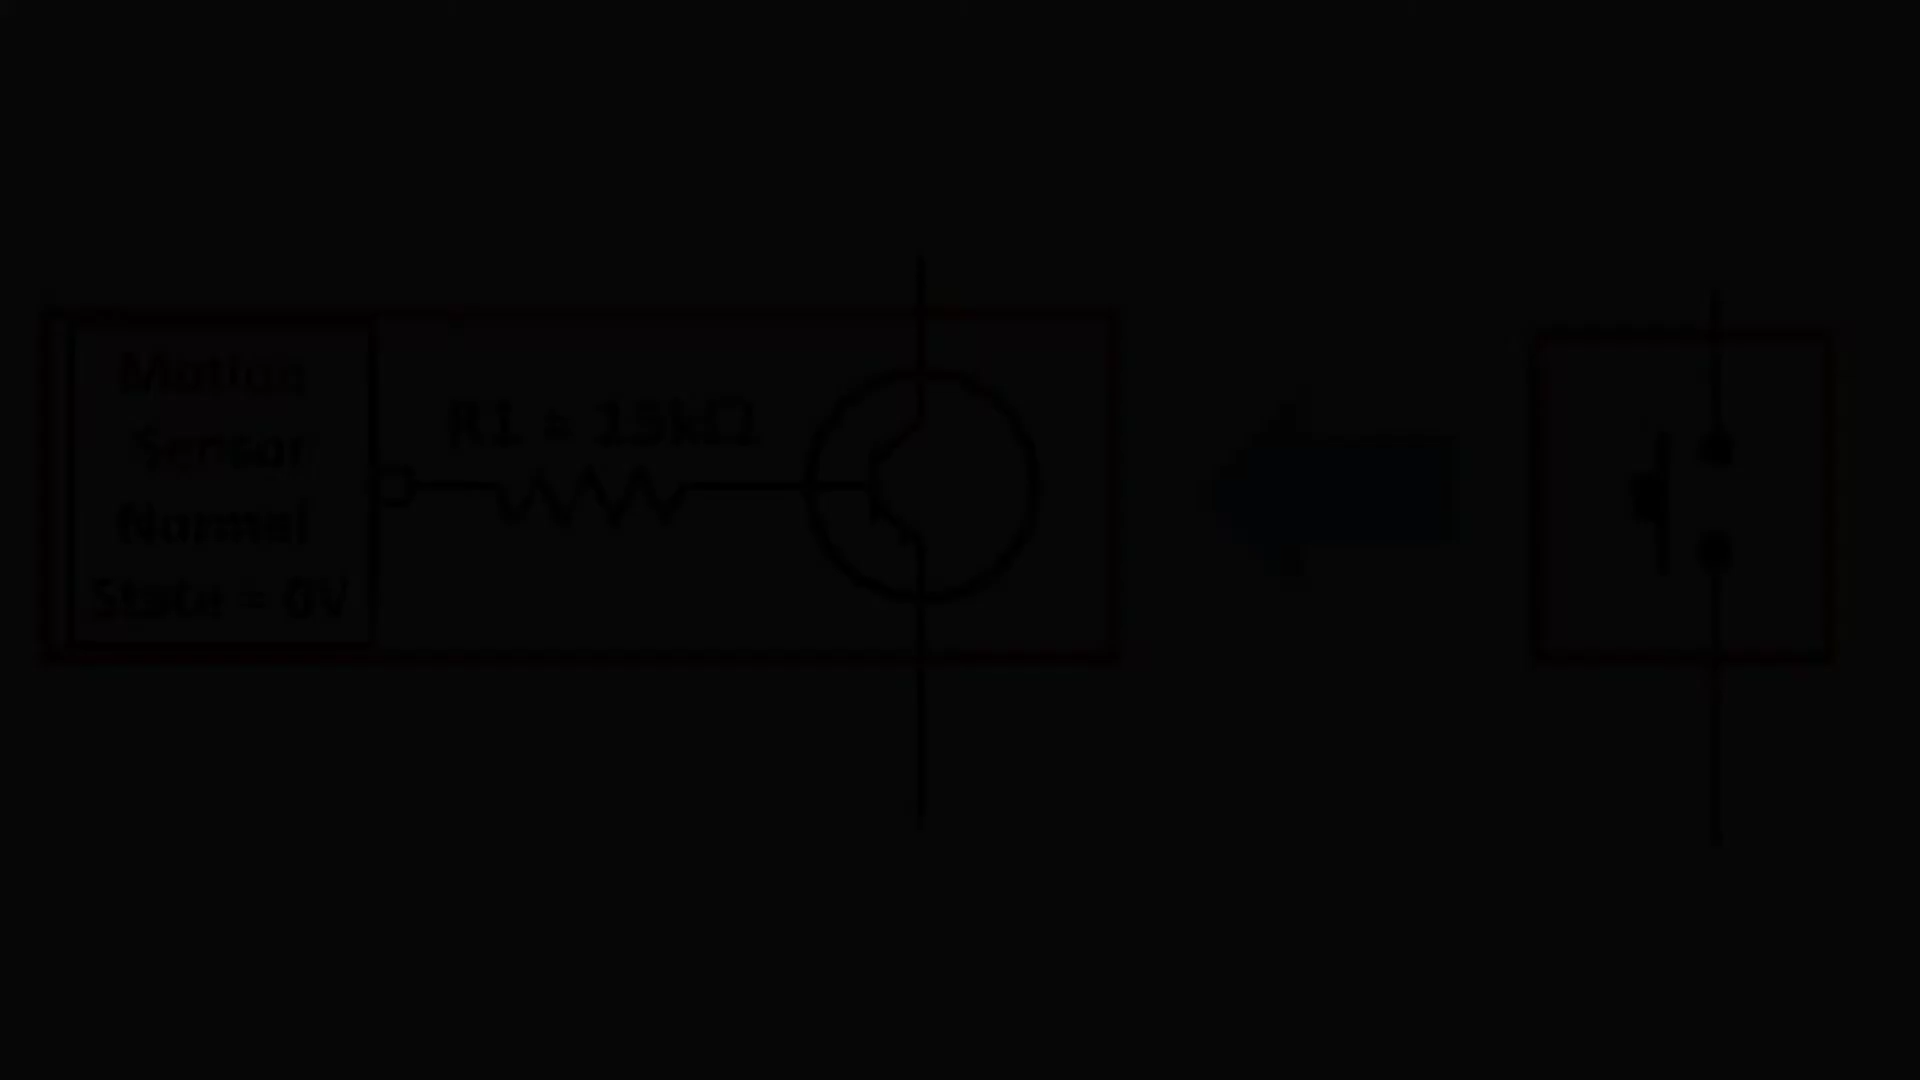 Motion
Sensor
Normal
State = 0V
R1 = 15kΩ